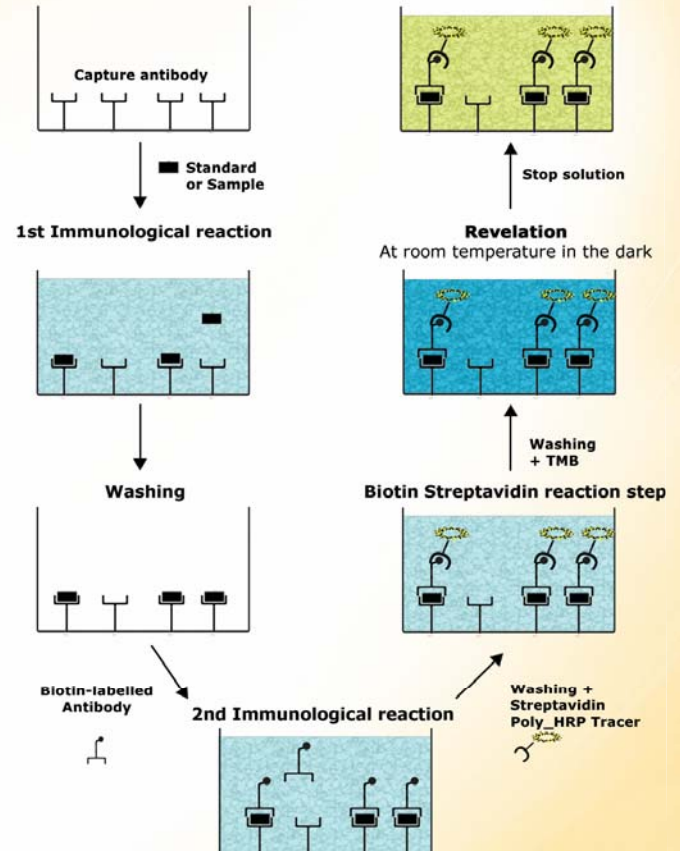 Capture antibody
Standard
or Sample
1st Immunological reaction
Washing
Biotin-labelled
Antibody
2nd Immunological reaction
Washing +
Streptavidin
Poly_HRP Tracer
Biotin Streptavidin reaction step
Washing
+ TMB
Revelation
At room temperature in the dark
Stop solution